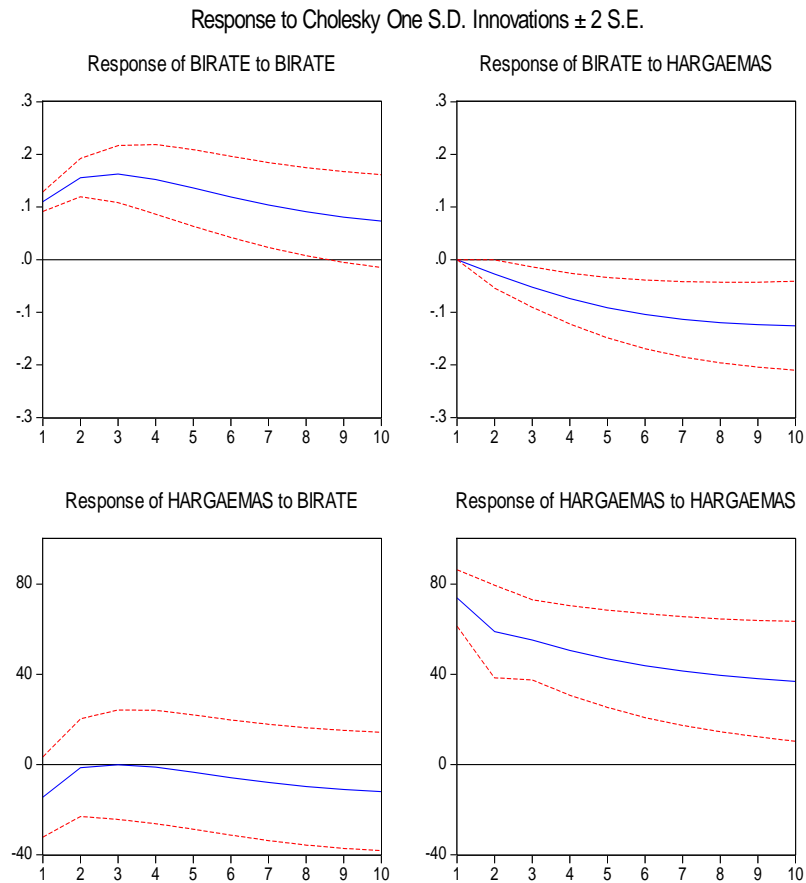 Response to Cholesky One S.D. Innovations ± 2 S.E.
Response of BIRATE to BIRATE
.3
.2
.1
.0
-.1
-.2
-.3
1 2 3 4 5 6 7 8 9 10
Response of BIRATE to HARGAEMAS
.3
.2
.1
.0
-.1
-.2
-.3
1 2 3 4 5 6 7 8 9 10
Response of HARGAEMAS to BIRATE
80
40
0
-40
1 2 3 4 5 6 7 8 9 10
Response of HARGAEMAS to HARGAEMAS
80
40
0
-40
1 2 3 4 5 6 7 8 9 10